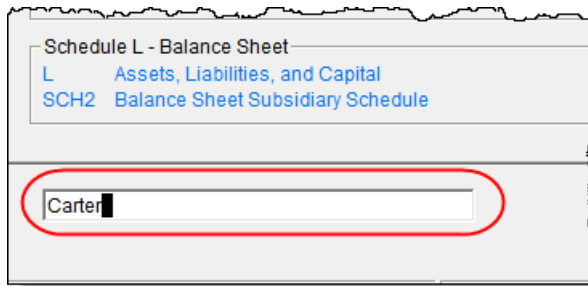 Schedule L - Balance Sheet
L Assets, Liabilities, and Capital
SCH2 Balance Sheet Subsidiary Schedule
Carter